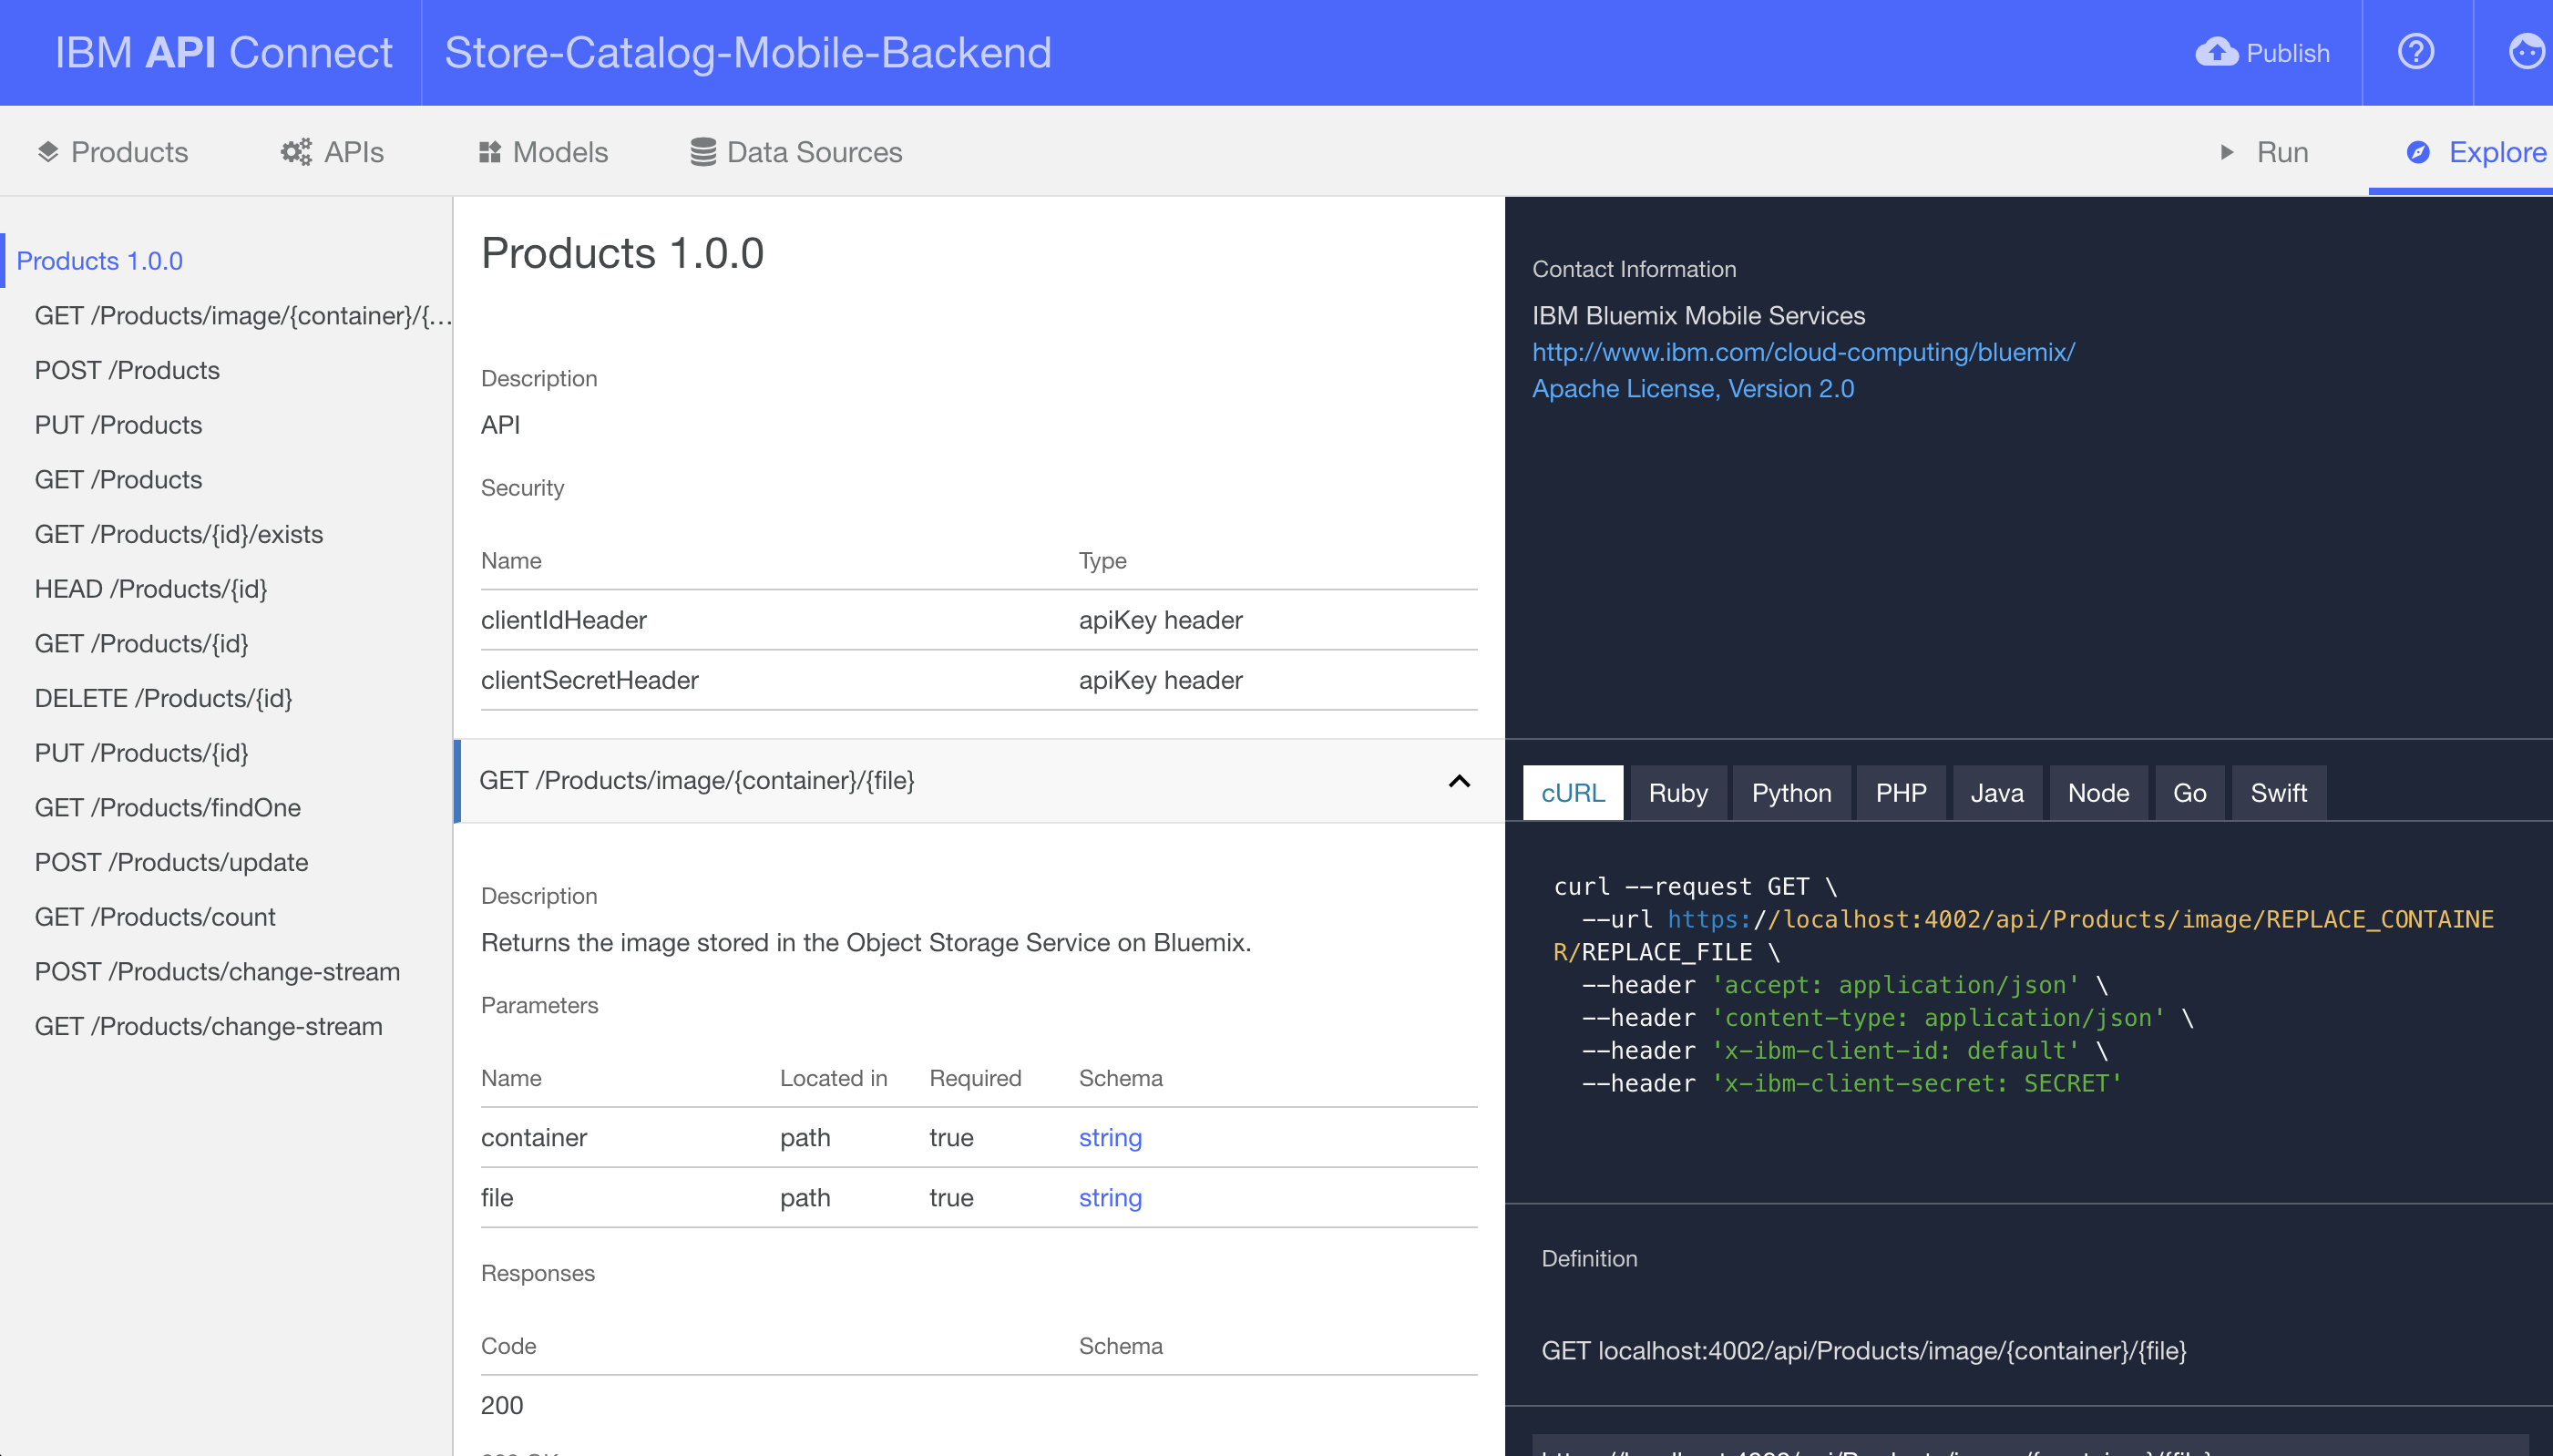 IBM API Connect
Store-Catalog-Mobile-Backend
Publish
Products
APIs
Models
Data Sources
Run
Explore
Products 1.0.0
GET /Products/image/{container}/{...
POST /Products
PUT /Products
GET /Products
GET /Products/{id}/exists
HEAD /Products/{id}
GET /Products/{id}
DELETE /Products/{id}
PUT /Products/{id}
GET /Products/findOne
POST /Products/update
GET /Products/count
POST /Products/change-stream
GET /Products/change-stream
Products 1.0.0
Description
API
Security
Name Type
clientIdHeader apiKey header
clientSecretHeader apiKey header
GET /Products/image/{container}/{file}
Description
Returns the image stored in the Object Storage Service on Bluemix.
Parameters
Name Located in Required Schema
container path true string
file path true string
Responses
Code Schema
200
Contact Information
IBM Bluemix Mobile Services
http://www.ibm.com/cloud-computing/bluemix/
Apache License, Version 2.0
cURL Ruby Python PHP Java Node Go Swift
curl --request GET \
--url https://localhost:4002/api/Products/image/REPLACE_CONTAINE
R/REPLACE_FILE \
--header 'accept: application/json' \
--header 'content-type: application/json' \
--header 'x-ibm-client-id: default' \
--header 'x-ibm-client-secret: SECRET'
Definition
GET localhost:4002/api/Products/image/{container}/{file}